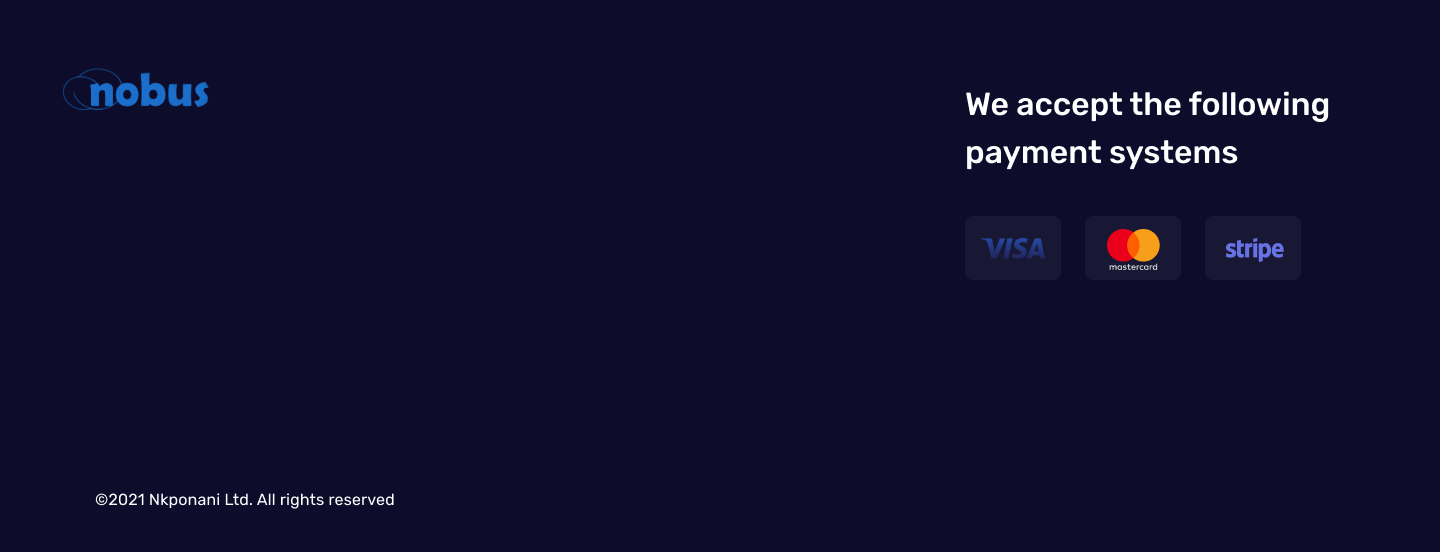 nobus
We accept the following
payment systems
VISA
mastercard
stripe
©2021 Nkponani Ltd. All rights reserved